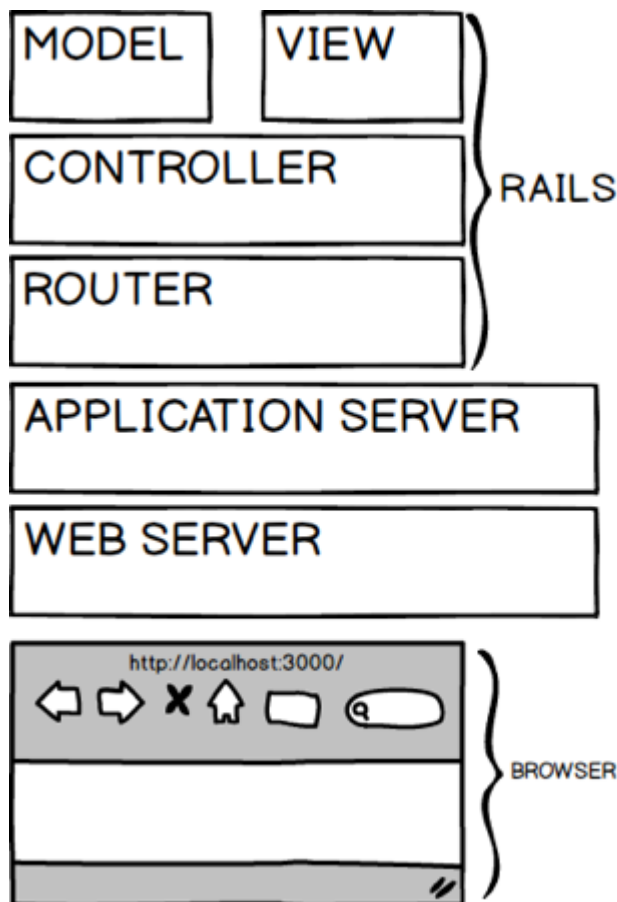 MODEL
VIEW
CONTROLLER
RAILS
ROUTER
APPLICATION SERVER
WEB SERVER
http://localhost:3000/
BROWSER